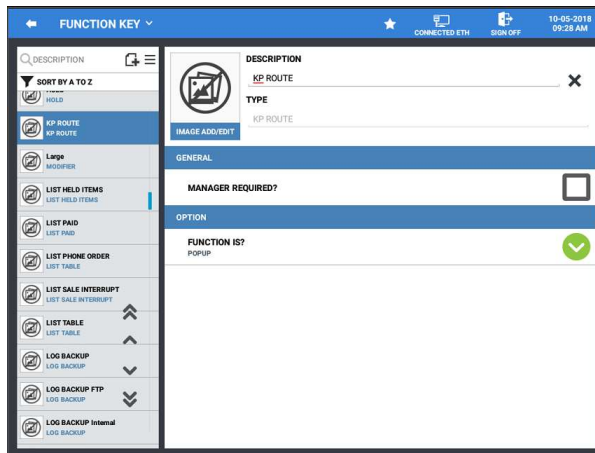 FUNCTION KEY
CONNECTED ETH
SIGN OFF
10-05-2018
09:28 AM
DESCRIPTION
SORT BY A TO Z
HOLD
KP ROUTE
KP ROUTE
Large
MODIFIER
LIST HELD ITEMS
LIST HELD ITEMS
LIST PAID
LIST PAID
LIST PHONE ORDER
LIST TABLE
LIST SALE INTERRUPT
LIST SALE INTERRUPT
LIST TABLE
LIST TABLE
LOG BACKUP
LOG BACKUP
LOG BACKUP FTP
LOG BACKUP
LOG BACKUP Internal
LOG BACKUP
IMAGE ADD/EDIT
DESCRIPTION
KP ROUTE
TYPE
KP ROUTE
GENERAL
MANAGER REQUIRED?
OPTION
FUNCTION IS?
POPUP